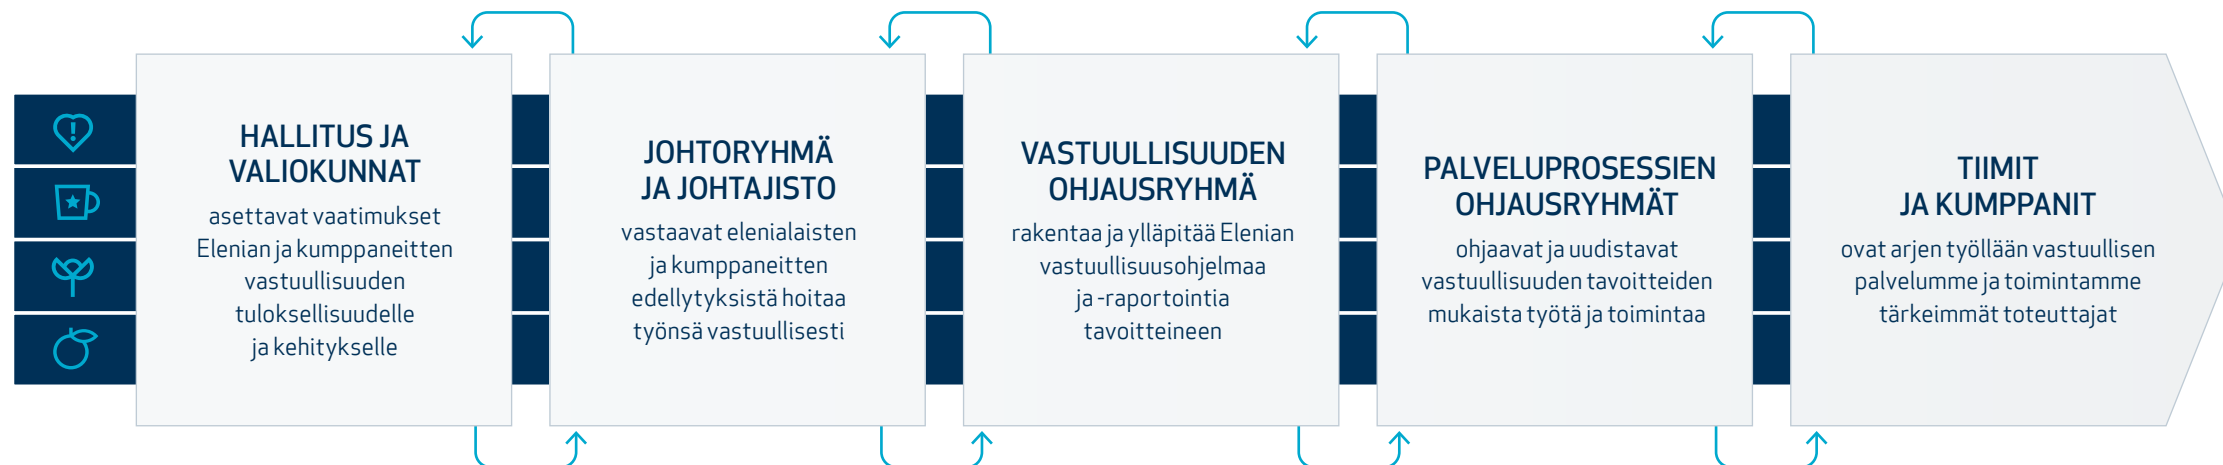 HALLITUS JA
VALIOKUNNAT
asettavat vaatimukset
Elenian ja kumppaneitten
vastuullisuuden
tuloksellisuudelle
ja kehitykselle
JOHTORYHMÄ
JA JOHTAJISTO
vastaavat elenialaisten
ja kumppaneitten
edellytyksistä hoitaa
työnsä vastuullisesti
VASTUULLISUUDEN
OHJAUSRYHMÄ
rakentaa ja ylläpitää Elenian
vastuullisuusohjelmaa
ja -raportointia
tavoitteineen
PALVELUPROSESSIEN
OHJAUSRYHMÄT
ohjaavat ja uudistavat
vastuullisuuden tavoitteiden
mukaista työtä ja toimintaa
TIIMIT
JA KUMPPANIT
ovat arjen työllään vastuullisen
palvelumme ja toimintamme
tärkeimmät toteuttajat